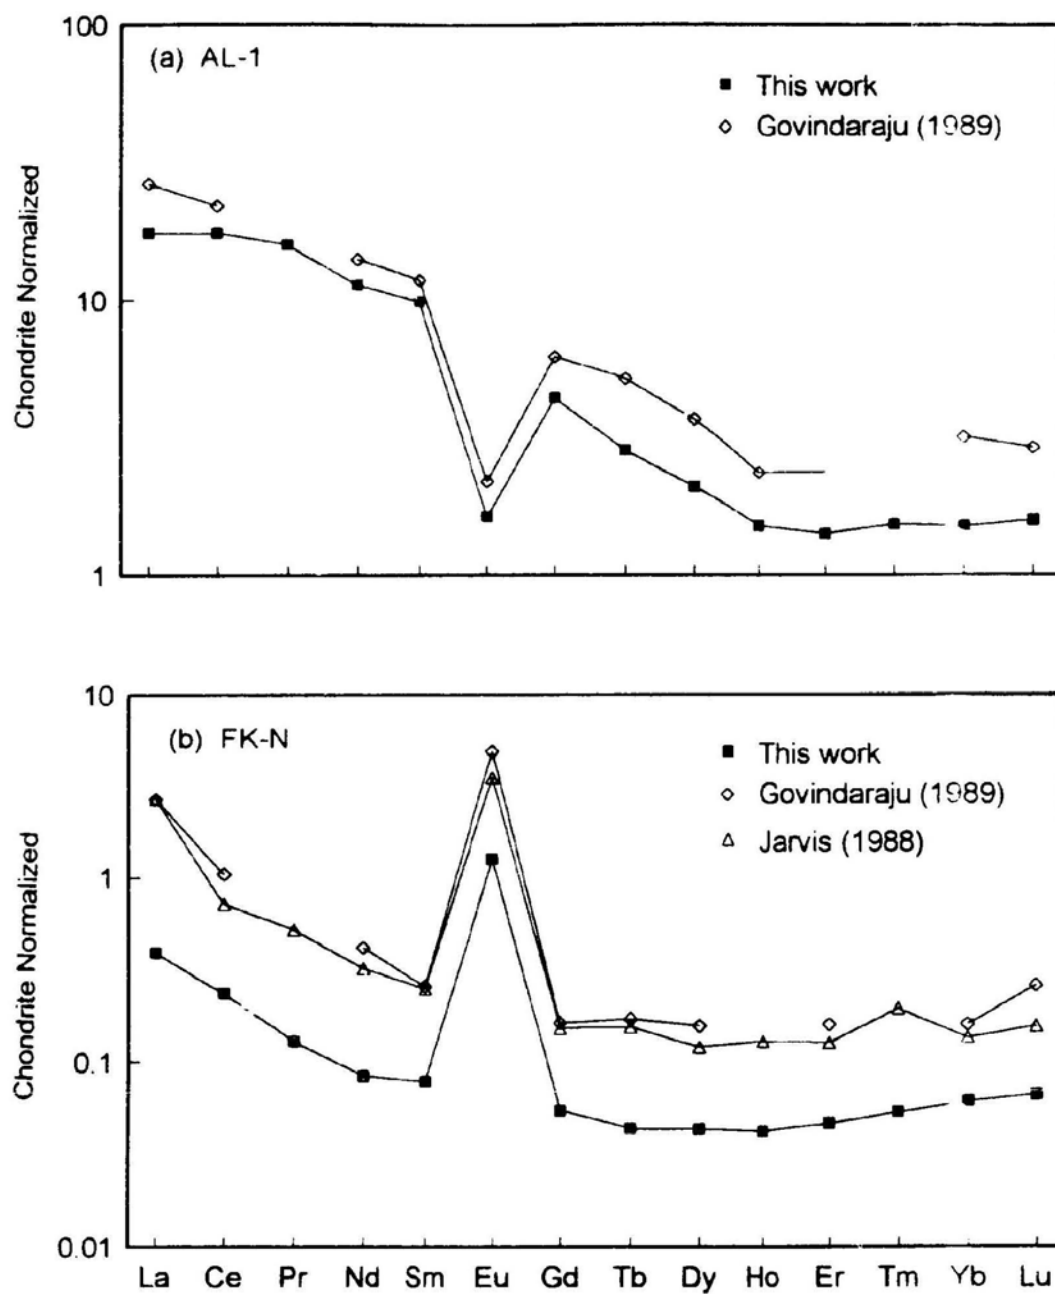 100
(a) AL-1
This work
Govindaraju (1989)
Chondrite Normalized
10
1
10
(b) FK-N
This work
Govindaraju (1989)
Jarvis (1988)
Chondrite Normalized
1
0.1
0.01
La Ce Pr Nd Sm Eu Gd Tb Dy Ho Er Tm Yb Lu